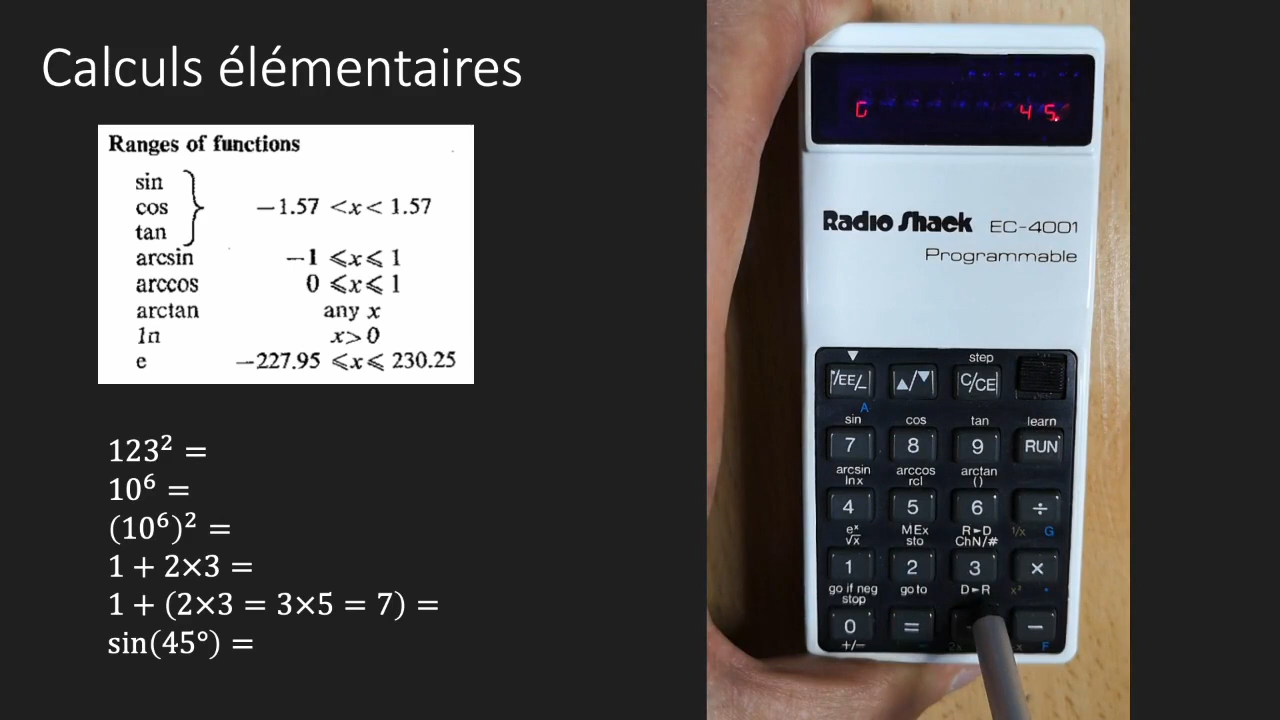 Calculs élémentaires
Ranges of functions
sin
cos
tan
−1.57 <x< 1.57
arcsin −1 ⩽x⩽ 1
arccos 0 ⩽x⩽ 1
arctan any x
ln x>0
e −227.95 ⩽x⩽ 230.25
123² =
10⁶ =
(10⁶)² =
1 + 2×3 =
1 + (2×3 = 3×5 = 7) =
sin(45°) =
45.
Radio Shack EC-4001
Programmable
▼ step
▲/▼ C/CE
A
sin cos tan learn
7 8 9 RUN
arcsin arccos arctan
ln x rcl ()
4 5 6 ÷
eˣ MEx R►D 1/x G
√x sto ChN/#
1 2 3 ×
go if neg go to D►R
stop
0 = −
+/− F